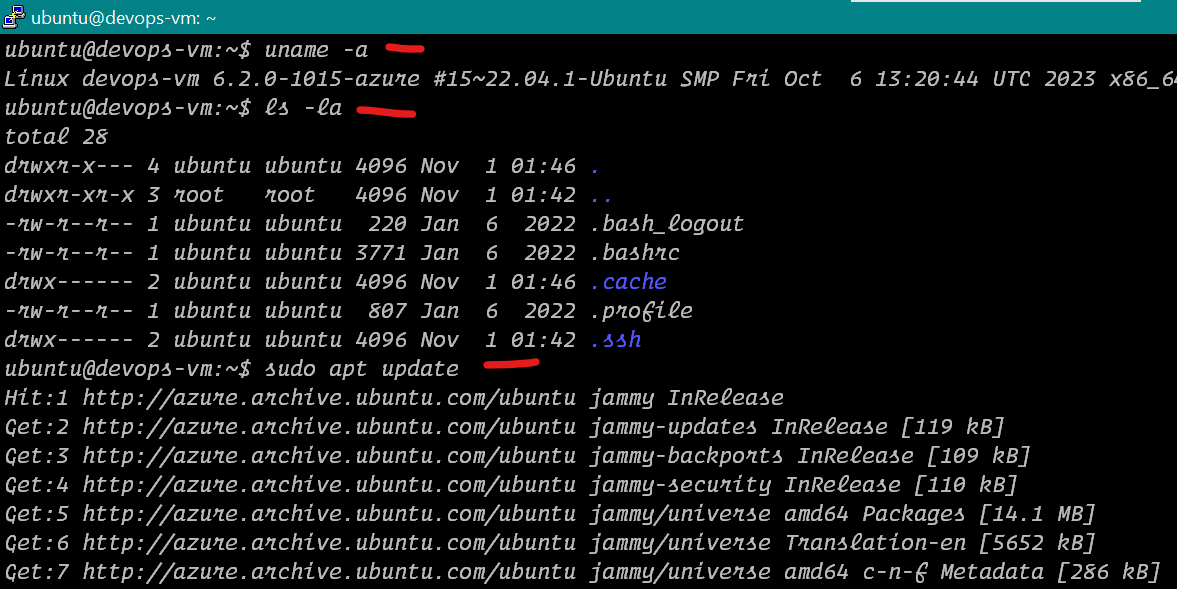 ubuntu@devops-vm: ~
ubuntu@devops-vm:~$ uname -a
Linux devops-vm 6.2.0-1015-azure #15~22.04.1-Ubuntu SMP Fri Oct  6 13:20:44 UTC 2023 x86_64
ubuntu@devops-vm:~$ ls -la
total 28
drwxr-x--- 4 ubuntu ubuntu 4096 Nov  1 01:46 .
drwxr-xr-x 3 root   root   4096 Nov  1 01:42 ..
-rw-r--r-- 1 ubuntu ubuntu  220 Jan  6  2022 .bash_logout
-rw-r--r-- 1 ubuntu ubuntu 3771 Jan  6  2022 .bashrc
drwx------ 2 ubuntu ubuntu 4096 Nov  1 01:46 .cache
-rw-r--r-- 1 ubuntu ubuntu  807 Jan  6  2022 .profile
drwx------ 2 ubuntu ubuntu 4096 Nov  1 01:42 .ssh
ubuntu@devops-vm:~$ sudo apt update
Hit:1 http://azure.archive.ubuntu.com/ubuntu jammy InRelease
Get:2 http://azure.archive.ubuntu.com/ubuntu jammy-updates InRelease [119 kB]
Get:3 http://azure.archive.ubuntu.com/ubuntu jammy-backports InRelease [109 kB]
Get:4 http://azure.archive.ubuntu.com/ubuntu jammy-security InRelease [110 kB]
Get:5 http://azure.archive.ubuntu.com/ubuntu jammy/universe amd64 Packages [14.1 MB]
Get:6 http://azure.archive.ubuntu.com/ubuntu jammy/universe Translation-en [5652 kB]
Get:7 http://azure.archive.ubuntu.com/ubuntu jammy/universe amd64 c-n-f Metadata [286 kB]